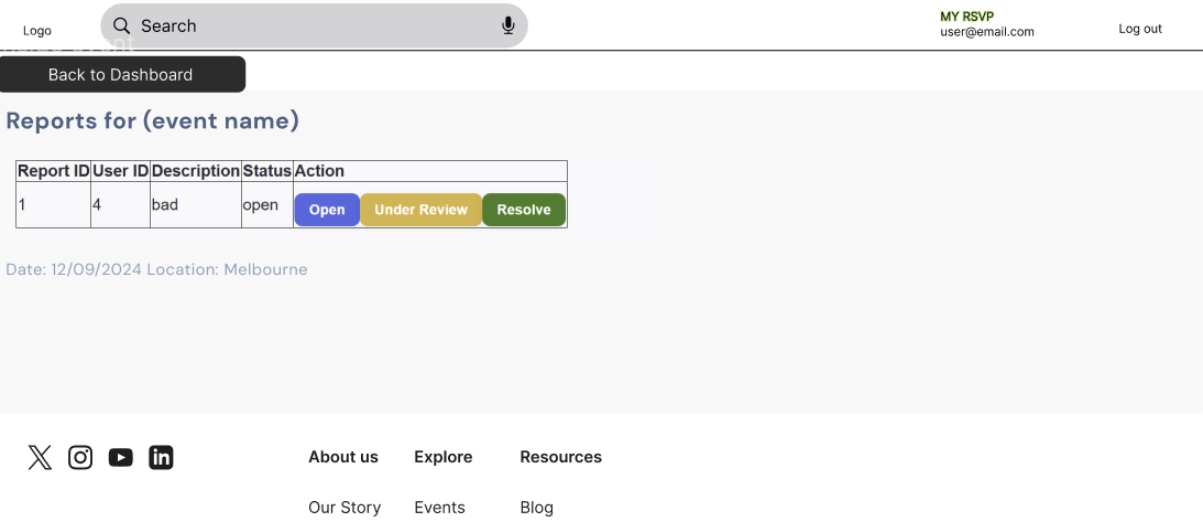 Logo
Search
MY RSVP
user@email.com
Log out
Back to Dashboard
Reports for (event name)
Report ID User ID Description Status Action
1 4 bad open Open Under Review Resolve
Date: 12/09/2024 Location: Melbourne
About us Explore Resources
Our Story Events Blog